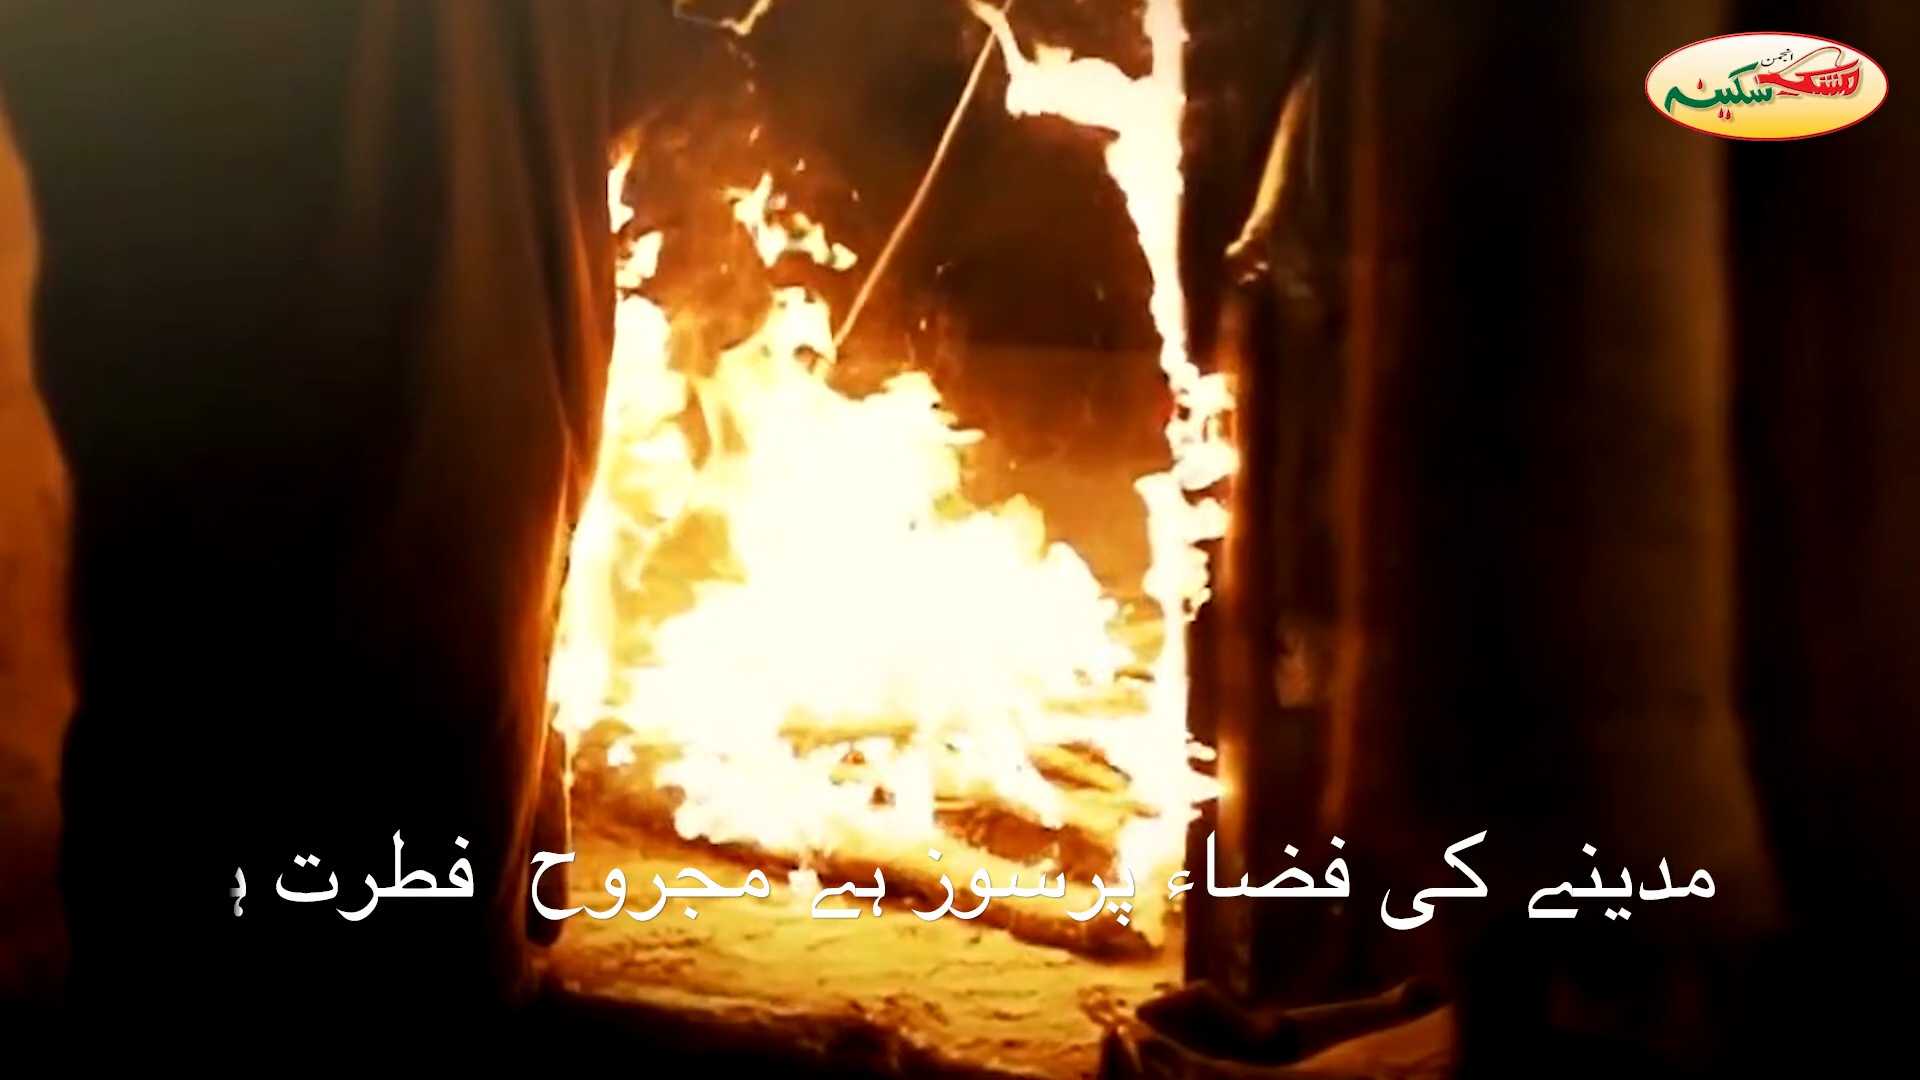 انجمن
مشک سکینہ
مدینے کی فضاء پرسوز ہے مجروح فطرت ہ